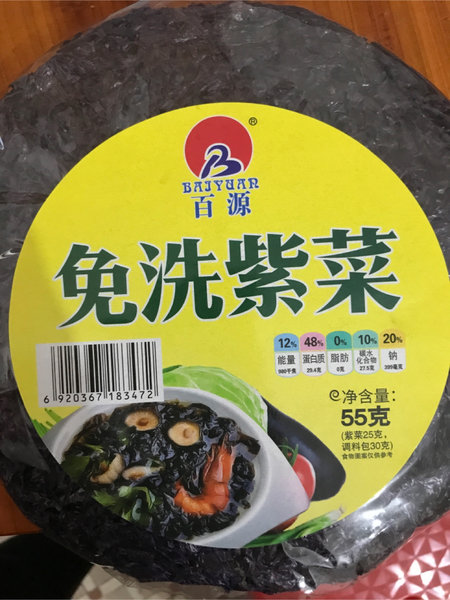 ®
BAIYUAN
百源
免洗紫菜
12% 48% 0% 10% 20%
能量 蛋白质 脂肪 碳水化合物 钠
980千焦 29.4克 0克 27.5克 399毫克
6 920367 183472
℮净含量:
55克
(紫菜25克,
调料包30克)
食物图案仅供参考